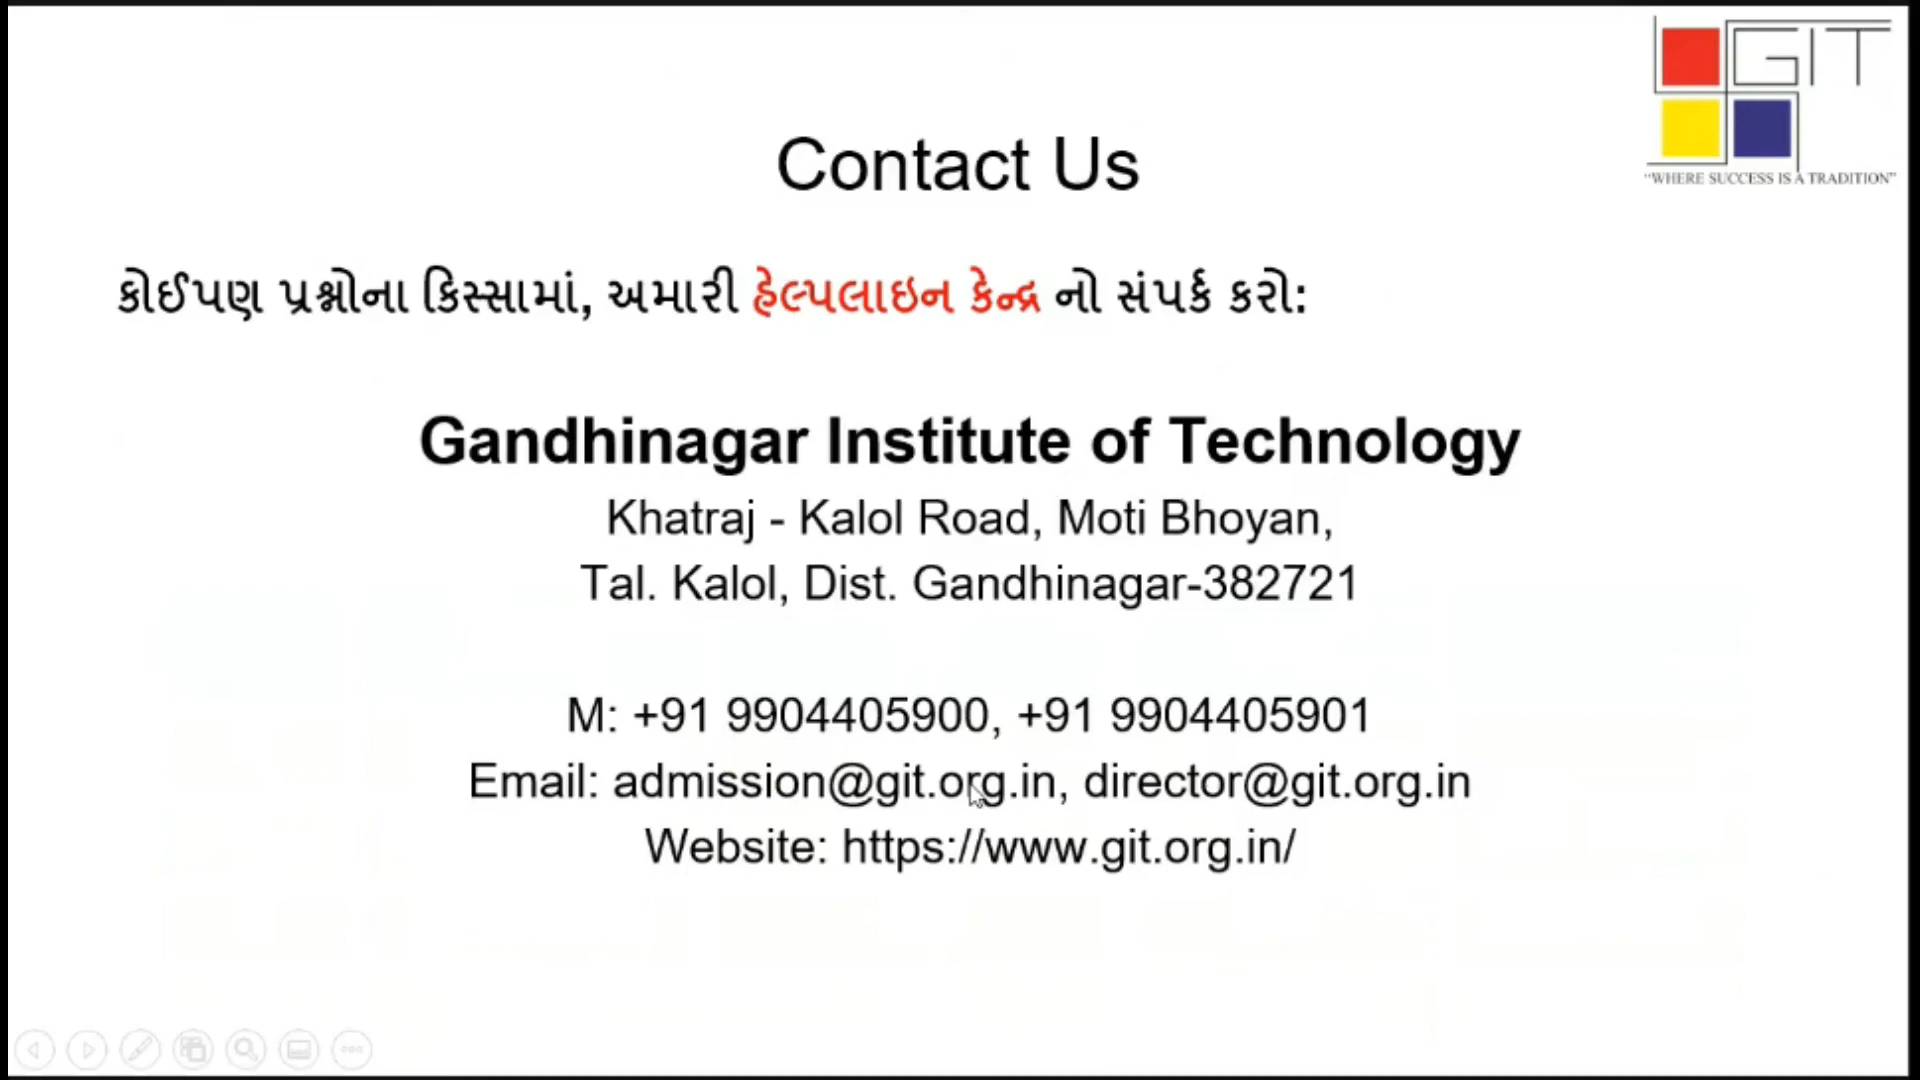 GIT
"WHERE SUCCESS IS A TRADITION"
Contact Us
કોઈપણ પ્રશ્નોના કિસ્સામાં, અમારી હેલ્પલાઇન કેન્દ્ર નો સંપર્ક કરો:
Gandhinagar Institute of Technology
Khatraj - Kalol Road, Moti Bhoyan,
Tal. Kalol, Dist. Gandhinagar-382721
M: +91 9904405900, +91 9904405901
Email: admission@git.org.in, director@git.org.in
Website: https://www.git.org.in/